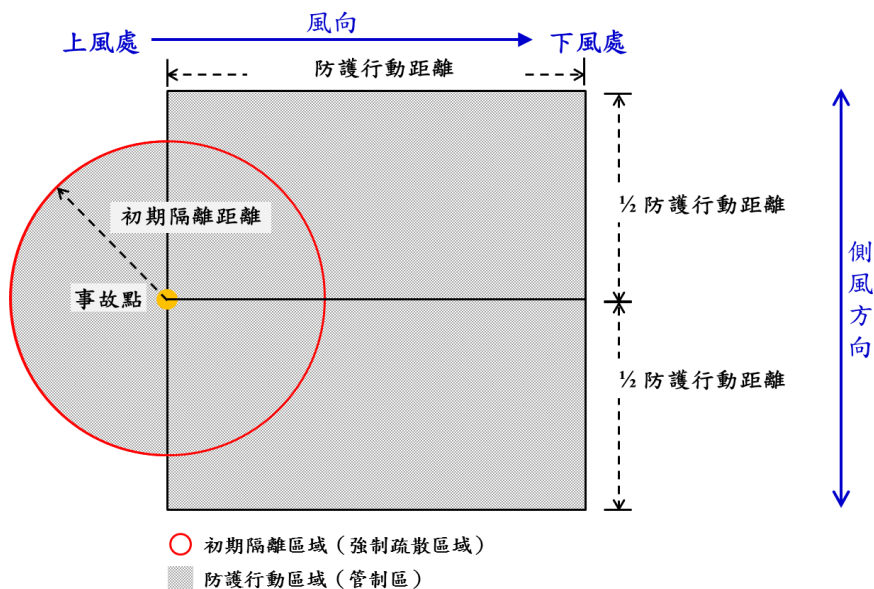 風向
上風處
下風處
防護行動距離
½ 防護行動距離
初期隔離距離
側風方向
事故點
½ 防護行動距離
初期隔離區域（強制疏散區域）
防護行動區域（管制區）